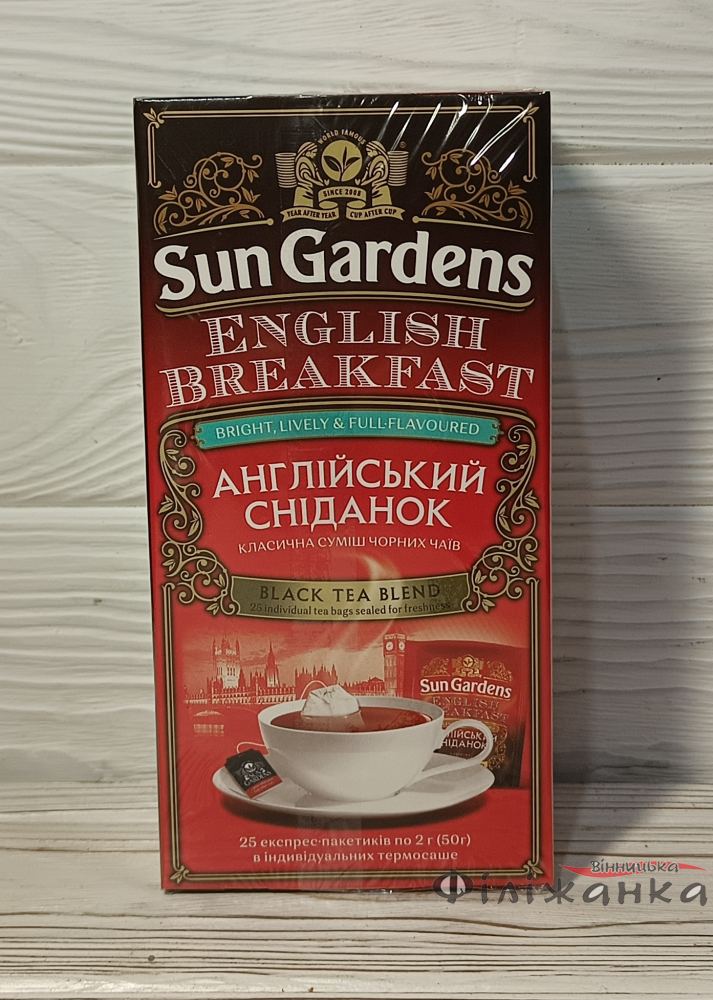 WORLD FAMOUS
SINCE 2008
YEAR AFTER YEAR CUP AFTER CUP
Sun Gardens
ENGLISH
BREAKFAST
BRIGHT, LIVELY & FULL-FLAVOURED
АНГЛІЙСЬКИЙ
СНІДАНОК
КЛАСИЧНА СУМІШ ЧОРНИХ ЧАЇВ
BLACK TEA BLEND
25 individual tea bags sealed for freshness
Sun Gardens
ENGLISH
BREAKFAST
АНГЛІЙСЬКИЙ
СНІДАНОК
GARDENS
25 експрес-пакетиків по 2 г (50г)
в індивідуальних термосаше
Вінницька
Філіжанка